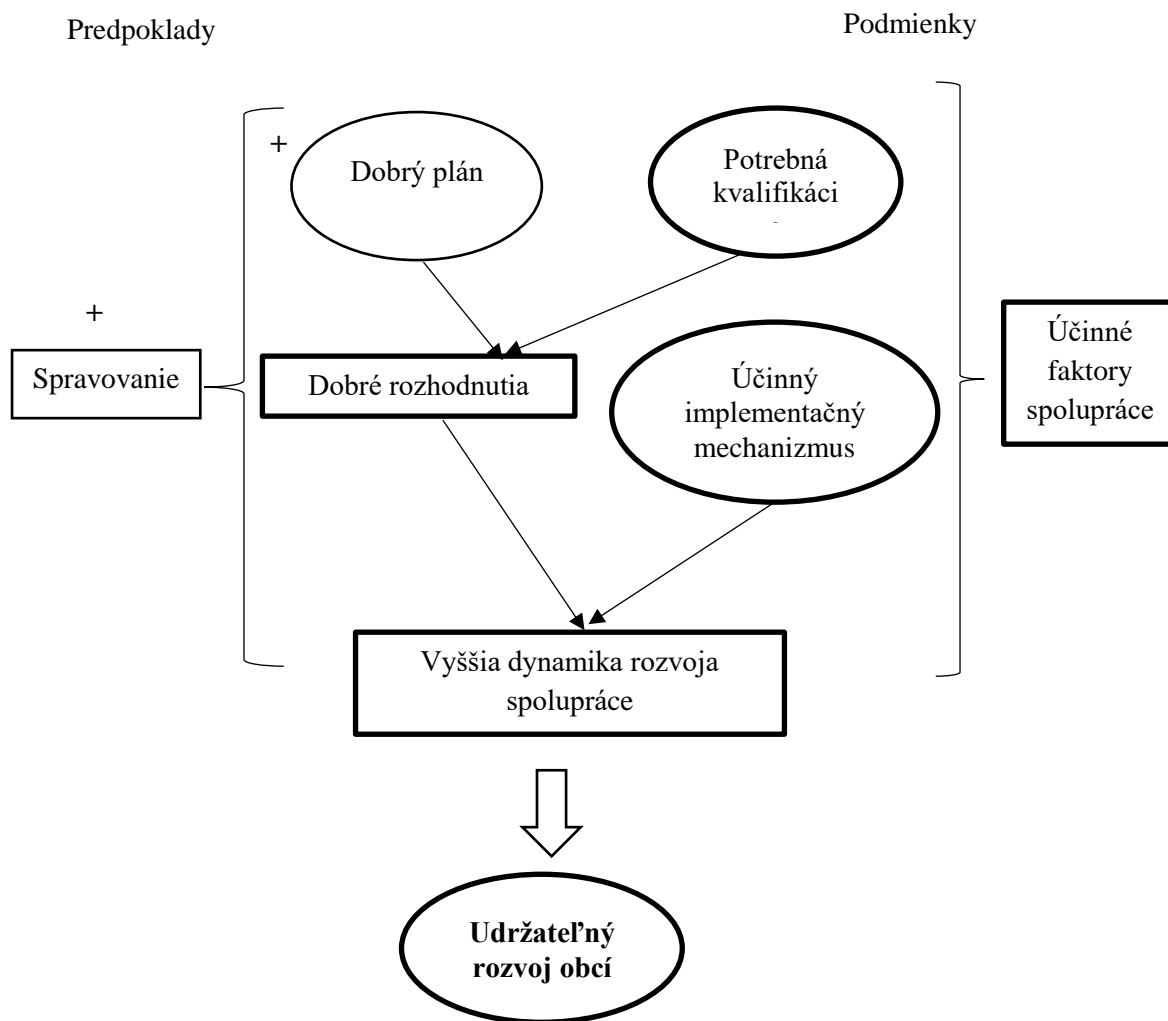 Predpoklady
Podmienky
+
Dobrý plán
Potrebná
kvalifikáci
+
Spravovanie
Dobré rozhodnutia
Účinný
implementačný
mechanizmus
Účinné
faktory
spolupráce
Vyššia dynamika rozvoja
spolupráce
Udržateľný
rozvoj obcí